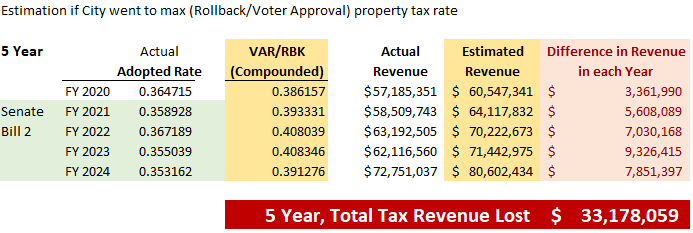 Estimation if City went to max (Rollback/Voter Approval) property tax rate
5 Year Actual VAR/RBK Actual Estimated Difference in Revenue
Adopted Rate (Compounded) Revenue Revenue in each Year
FY 2020 0.364715 0.386157 $57,185,351 $ 60,547,341 $ 3,361,990
Senate FY 2021 0.358928 0.393331 $58,509,743 $ 64,117,832 $ 5,608,089
Bill 2 FY 2022 0.367189 0.408039 $63,192,505 $ 70,222,673 $ 7,030,168
FY 2023 0.355039 0.408346 $62,116,560 $ 71,442,975 $ 9,326,415
FY 2024 0.353162 0.391276 $72,751,037 $ 80,602,434 $ 7,851,397
5 Year, Total Tax Revenue Lost $ 33,178,059